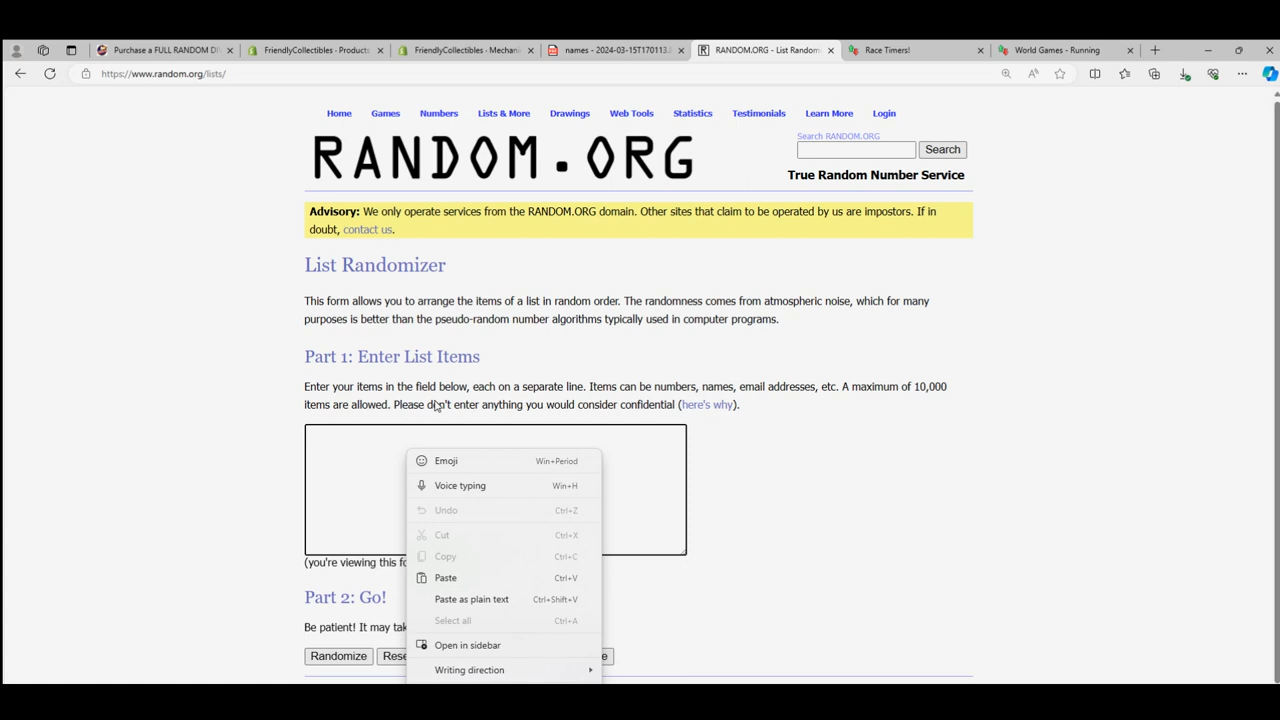 Purchase a FULL RANDOM DI
FriendlyCollectibles - Products
FriendlyCollectibles - Mechani
names - 2024-03-15T170113.
RANDOM.ORG - List Random
Race Timers!
World Games - Running
https://www.random.org/lists/
Home Games Numbers Lists & More Drawings Web Tools Statistics Testimonials Learn More Login
RANDOM.ORG
Search RANDOM.ORG
Search
True Random Number Service
Advisory: We only operate services from the RANDOM.ORG domain. Other sites that claim to be operated by us are impostors. If in
doubt, contact us.
List Randomizer
This form allows you to arrange the items of a list in random order. The randomness comes from atmospheric noise, which for many
purposes is better than the pseudo-random number algorithms typically used in computer programs.
Part 1: Enter List Items
Enter your items in the field below, each on a separate line. Items can be numbers, names, email addresses, etc. A maximum of 10,000
items are allowed. Please don't enter anything you would consider confidential (here's why).
Emoji Win+Period
Voice typing Win+H
Undo Ctrl+Z
Cut Ctrl+X
Copy Ctrl+C
Paste Ctrl+V
Paste as plain text Ctrl+Shift+V
Select all Ctrl+A
Open in sidebar
Writing direction
(you're viewing this fo
Part 2: Go!
Be patient! It may tak
Randomize Rese e